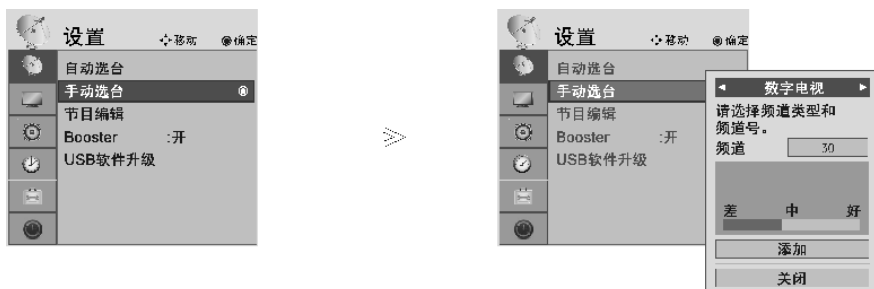 设置 移动 确定
自动选台
手动选台
节目编辑
Booster :开
USB软件升级
设置 移动 确定
自动选台
手动选台
节目编辑
Booster :开
USB软件升级
数字电视
请选择频道类型和
频道号。
频道 30
差 中 好
添加
关闭